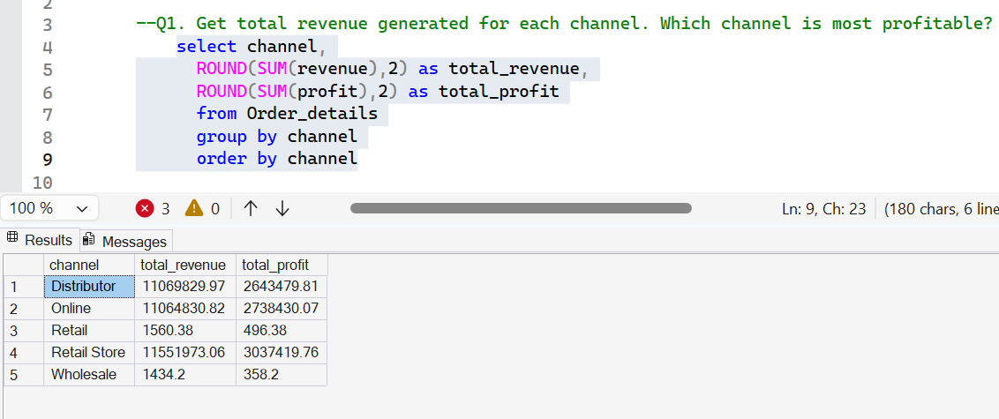 2
3 --Q1. Get total revenue generated for each channel. Which channel is most profitable?
4 select channel,
5 ROUND(SUM(revenue),2) as total_revenue,
6 ROUND(SUM(profit),2) as total_profit
7 from Order_details
8 group by channel
9 order by channel
10
100 % 3 0 Ln: 9, Ch: 23 (180 chars, 6 line
Results Messages
channel total_revenue total_profit
1 Distributor 11069829.97 2643479.81
2 Online 11064830.82 2738430.07
3 Retail 1560.38 496.38
4 Retail Store 11551973.06 3037419.76
5 Wholesale 1434.2 358.2